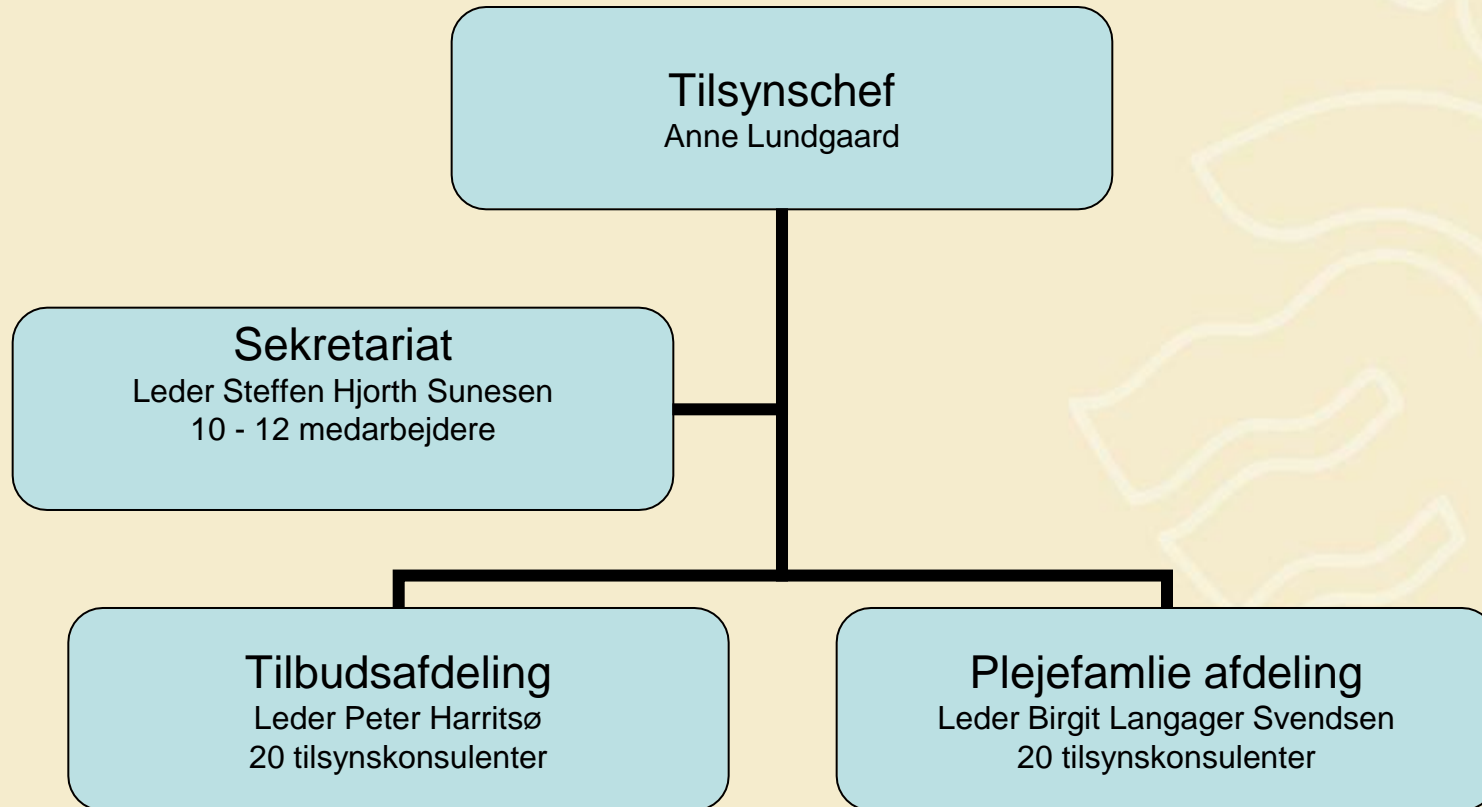 Tilsynschef
Anne Lundgaard
Sekretariat
Leder Steffen Hjorth Sunesen
10 - 12 medarbejdere
Tilbudsafdeling
Leder Peter Harritsø
20 tilsynskonsulenter
Plejefamlie afdeling
Leder Birgit Langager Svendsen
20 tilsynskonsulenter